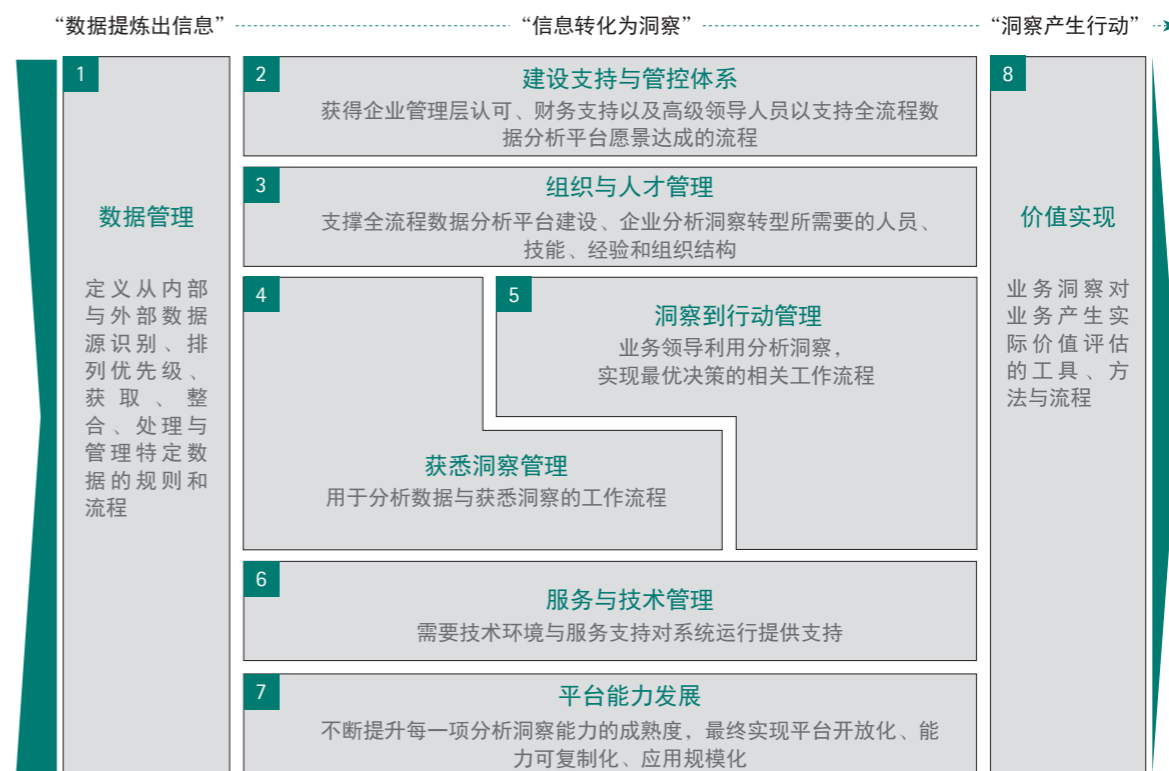 “数据提炼出信息” “信息转化为洞察” “洞察产生行动”
1
数据管理
定义从内部
与外部数据
源识别、排
列优先级、
获取、整
合、处理与
管理特定数
据的规则和
流程
2
建设支持与管控体系
获得企业管理层认可、财务支持以及高级领导人员以支持全流程数
据分析平台愿景达成的流程
3
组织与人才管理
支撑全流程数据分析平台建设、企业分析洞察转型所需要的人员、
技能、经验和组织结构
4
获悉洞察管理
用于分析数据与获悉洞察的工作流程
5
洞察到行动管理
业务领导利用分析洞察，
实现最优决策的相关工作流程
6
服务与技术管理
需要技术环境与服务支持对系统运行提供支持
7
平台能力发展
不断提升每一项分析洞察能力的成熟度，最终实现平台开放化、能
力可复制化、应用规模化
8
价值实现
业务洞察对
业务产生实
际价值评估
的工具、方
法与流程